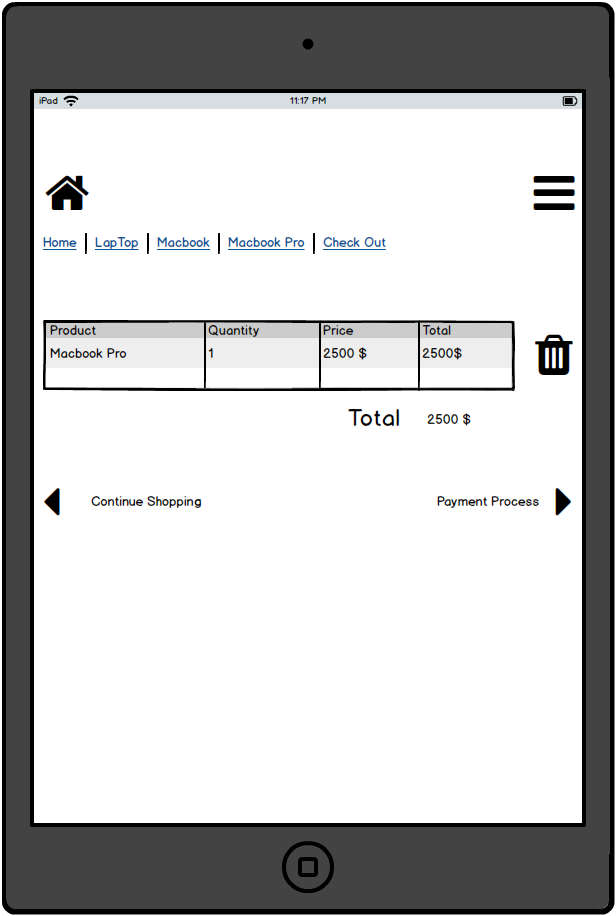 iPad 11:17 PM
Home LapTop Macbook Macbook Pro Check Out
Product Quantity Price Total
Macbook Pro 1 2500 $ 2500$
Total 2500 $
Continue Shopping Payment Process